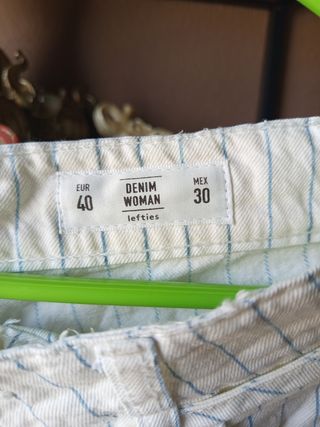 EUR
40
DENIM
WOMAN
lefties
MEX
30